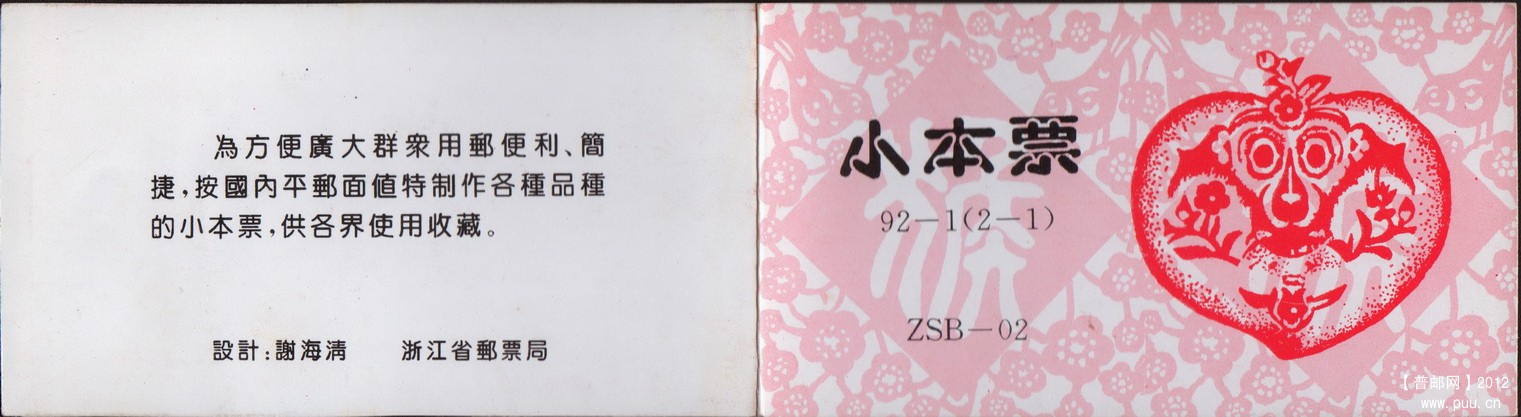 為方便廣大群衆用郵便利、簡
捷，按國內平郵面値特制作各種品種
的小本票，供各界使用收藏。
設計：謝海淸 浙江省郵票局
小本票
92－1(2－1)
ZSB－02
【普邮网】2012
www.puu.cn